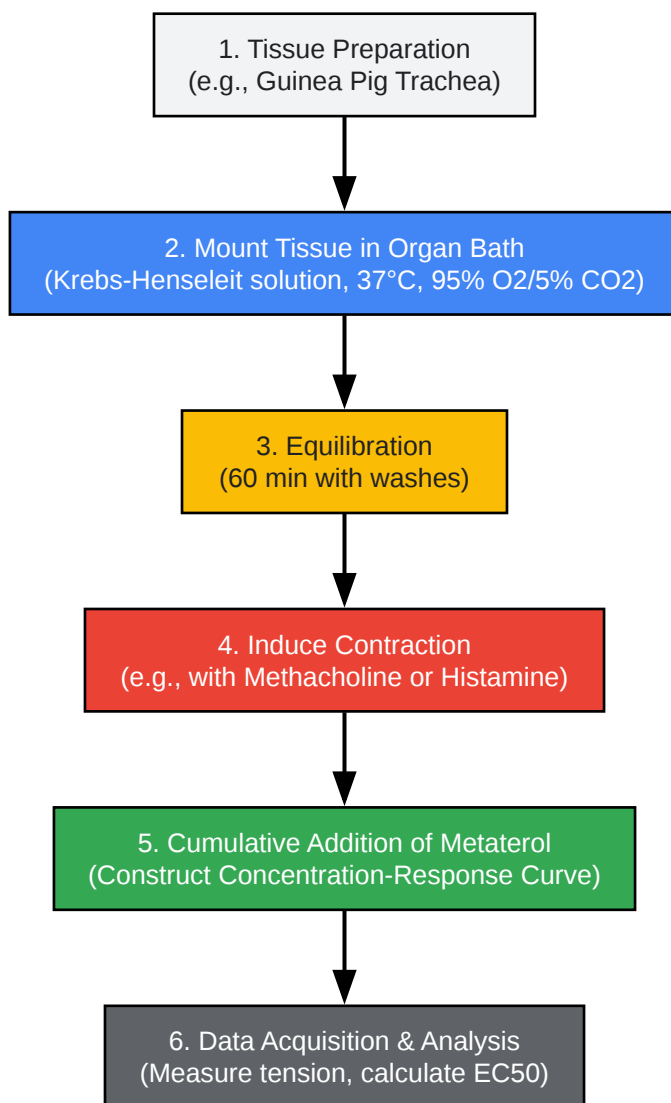 1. Tissue Preparation
(e.g., Guinea Pig Trachea)
2. Mount Tissue in Organ Bath
(Krebs-Henseleit solution, 37°C, 95% O2/5% CO2)
3. Equilibration
(60 min with washes)
4. Induce Contraction
(e.g., with Methacholine or Histamine)
5. Cumulative Addition of Metaterol
(Construct Concentration-Response Curve)
6. Data Acquisition & Analysis
(Measure tension, calculate EC50)